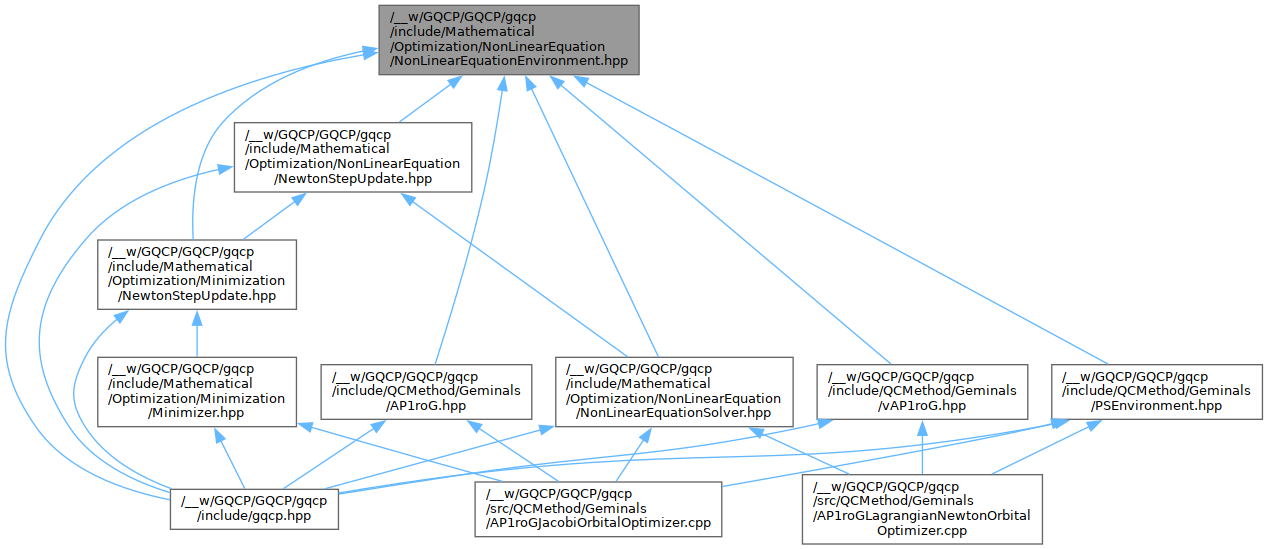 /__w/GQCP/GQCP/gqcp
/include/Mathematical
/Optimization/NonLinearEquation
/NonLinearEquationEnvironment.hpp
/__w/GQCP/GQCP/gqcp
/include/Mathematical
/Optimization/NonLinearEquation
/NewtonStepUpdate.hpp
/__w/GQCP/GQCP/gqcp
/include/Mathematical
/Optimization/Minimization
/NewtonStepUpdate.hpp
/__w/GQCP/GQCP/gqcp
/include/Mathematical
/Optimization/Minimization
/Minimizer.hpp
/__w/GQCP/GQCP/gqcp
/include/QCMethod/Geminals
/AP1roG.hpp
/__w/GQCP/GQCP/gqcp
/include/Mathematical
/Optimization/NonLinearEquation
/NonLinearEquationSolver.hpp
/__w/GQCP/GQCP/gqcp
/include/QCMethod/Geminals
/vAP1roG.hpp
/__w/GQCP/GQCP/gqcp
/include/QCMethod/Geminals
/PSEnvironment.hpp
/__w/GQCP/GQCP/gqcp
/include/gqcp.hpp
/__w/GQCP/GQCP/gqcp
/src/QCMethod/Geminals
/AP1roGJacobiOrbitalOptimizer.cpp
/__w/GQCP/GQCP/gqcp
/src/QCMethod/Geminals
/AP1roGLagrangianNewtonOrbital
Optimizer.cpp